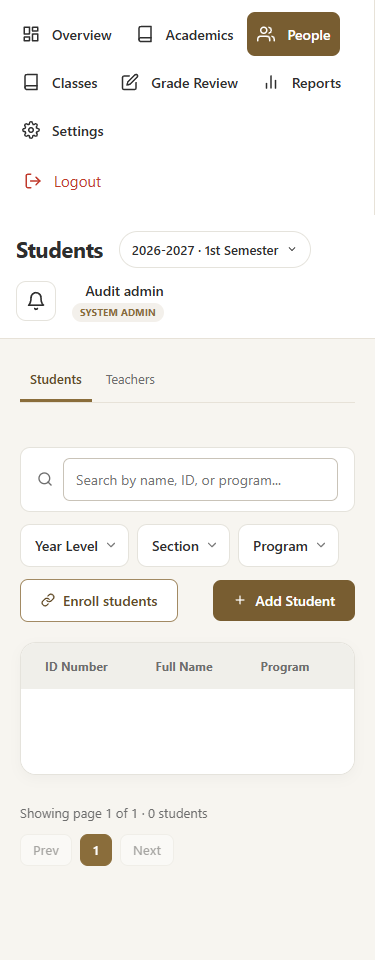 Overview Academics People
Classes Grade Review Reports
Settings
Logout
Students 2026-2027 · 1st Semester
Audit admin
SYSTEM ADMIN
Students Teachers
Search by name, ID, or program...
Year Level Section Program
Enroll students + Add Student
ID Number Full Name Program
Showing page 1 of 1 · 0 students
Prev 1 Next